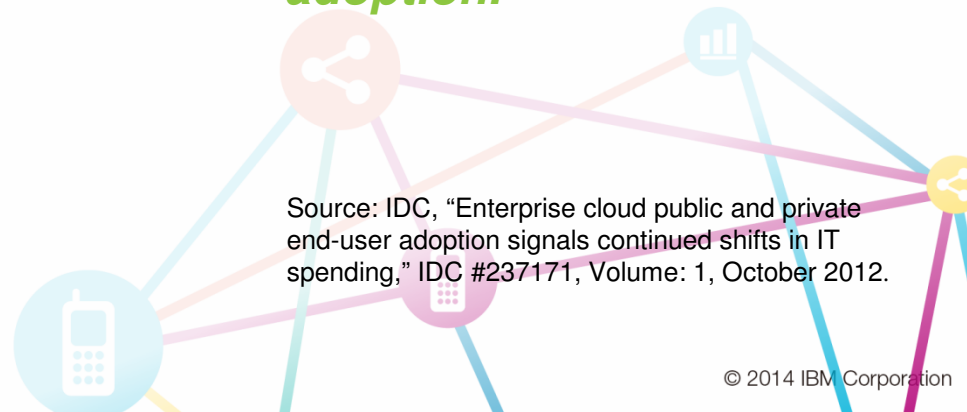 adoption.
Source: IDC, “Enterprise cloud public and private
end-user adoption signals continued shifts in IT
spending,” IDC #237171, Volume: 1, October 2012.
© 2014 IBM Corporation